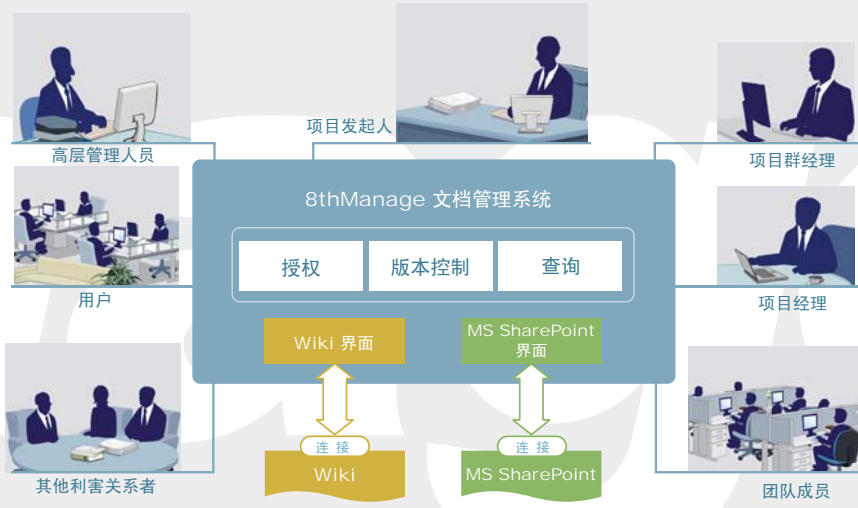 项目发起人
高层管理人员
项目群经理
8thManage 文档管理系统
授权
版本控制
查询
用户
项目经理
Wiki 界面
MS SharePoint
界面
连 接
连 接
Wiki
MS SharePoint
其他利害关系者
团队成员